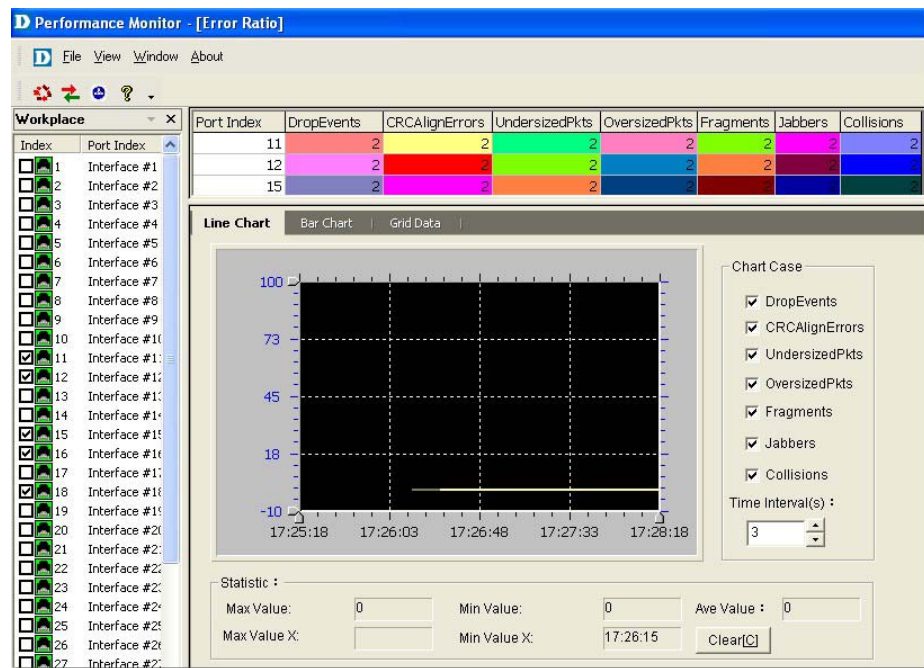 D Performance Monitor - [Error Ratio]
D File View Window About
Workplace
Index Port Index
1 Interface #1
2 Interface #2
3 Interface #3
4 Interface #4
5 Interface #5
6 Interface #6
7 Interface #7
8 Interface #8
9 Interface #9
10 Interface #1
11 Interface #1
12 Interface #1
13 Interface #1
14 Interface #1
15 Interface #1
16 Interface #1
17 Interface #1
18 Interface #1
19 Interface #1
20 Interface #2
21 Interface #2
22 Interface #2
23 Interface #2
24 Interface #2
25 Interface #2
26 Interface #2
27 Interface #2
Port Index DropEvents CRCAlignErrors UndersizedPkts OversizedPkts Fragments Jabbers Collisions
11 2 2 2 2 2 2 2
12 2 2 2 2 2 2 2
15 2 2 2 2 2 2 2
Line Chart Bar Chart Grid Data
100
73
45
18
-10
17:25:18 17:26:03 17:26:48 17:27:33 17:28:18
Chart Case
DropEvents
CRCAlignErrors
UndersizedPkts
OversizedPkts
Fragments
Jabbers
Collisions
Time Interval(s) :
3
Statistic :
Max Value: 0 Min Value: 0 Ave Value : 0
Max Value X: Min Value X: 17:26:15 Clear[C]